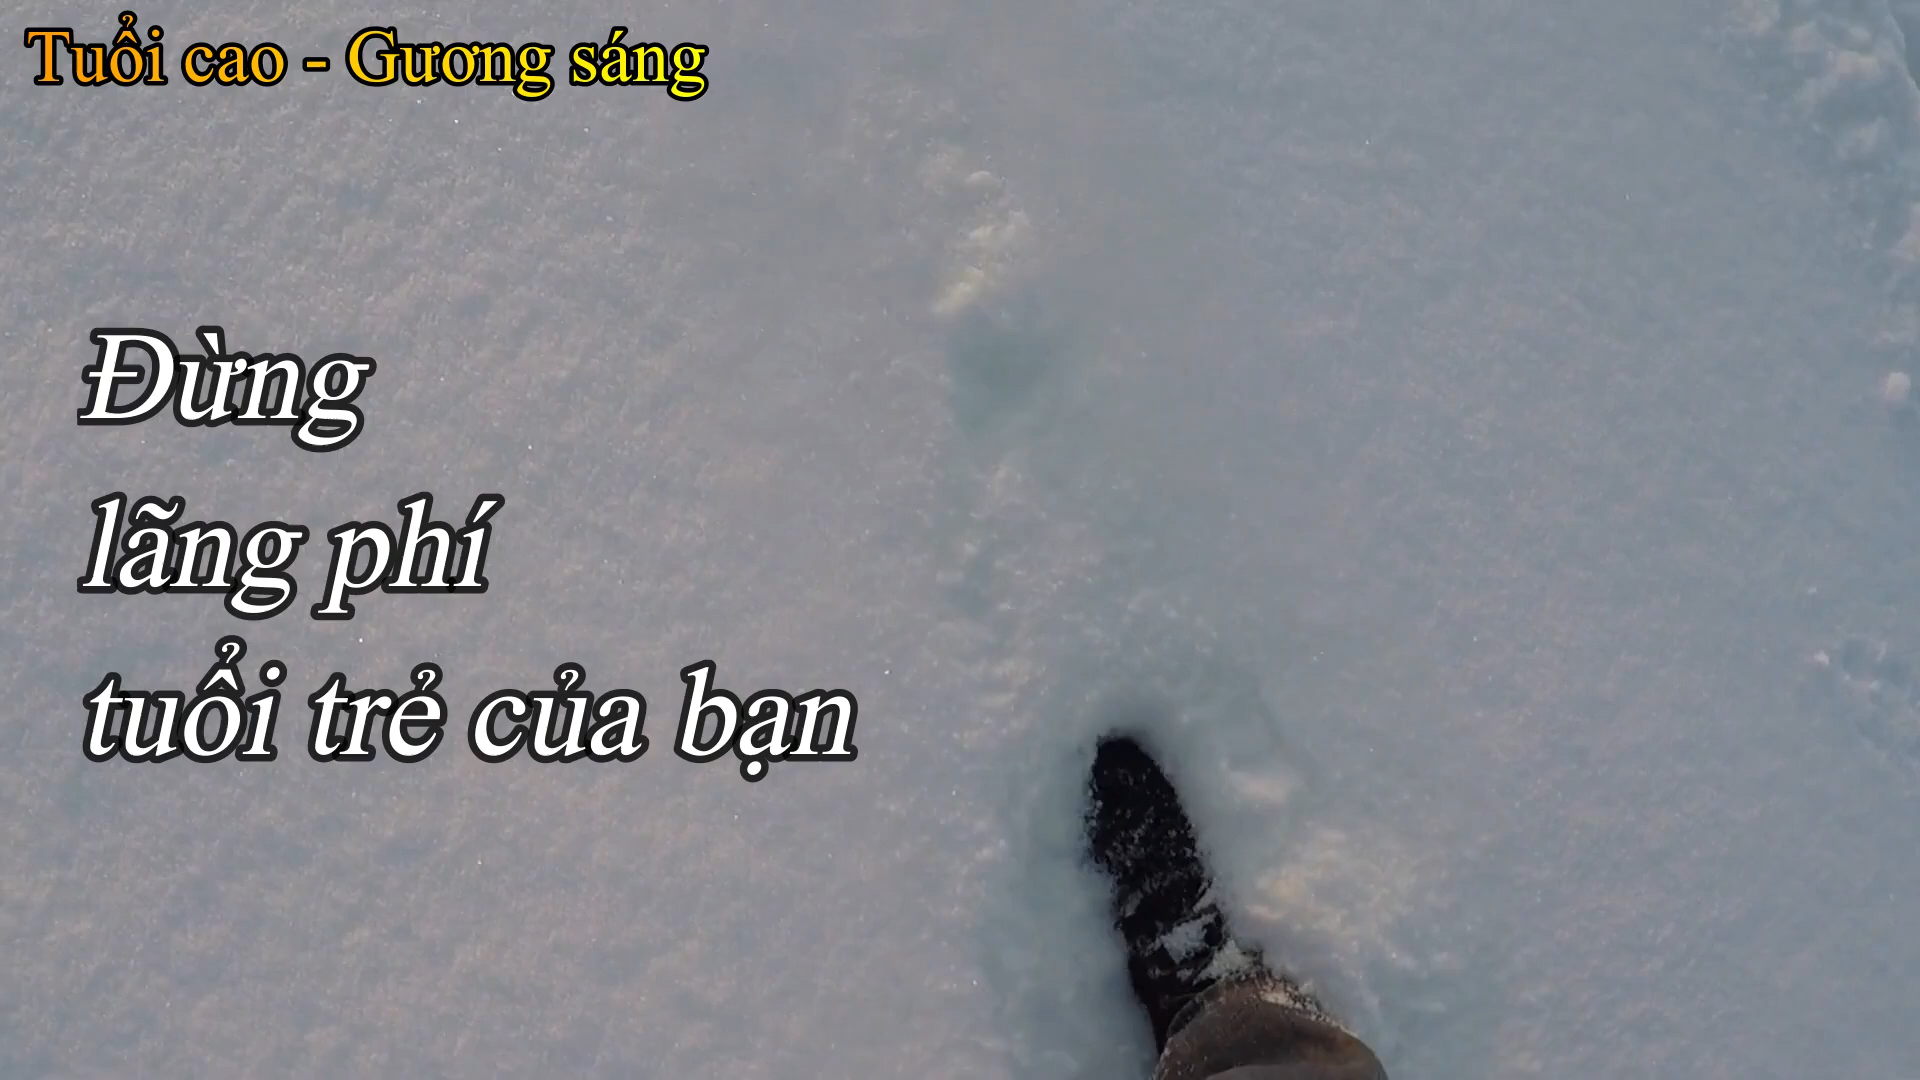 Tuổi cao - Gương sáng
Đừng
lãng phí
tuổi trẻ của bạn